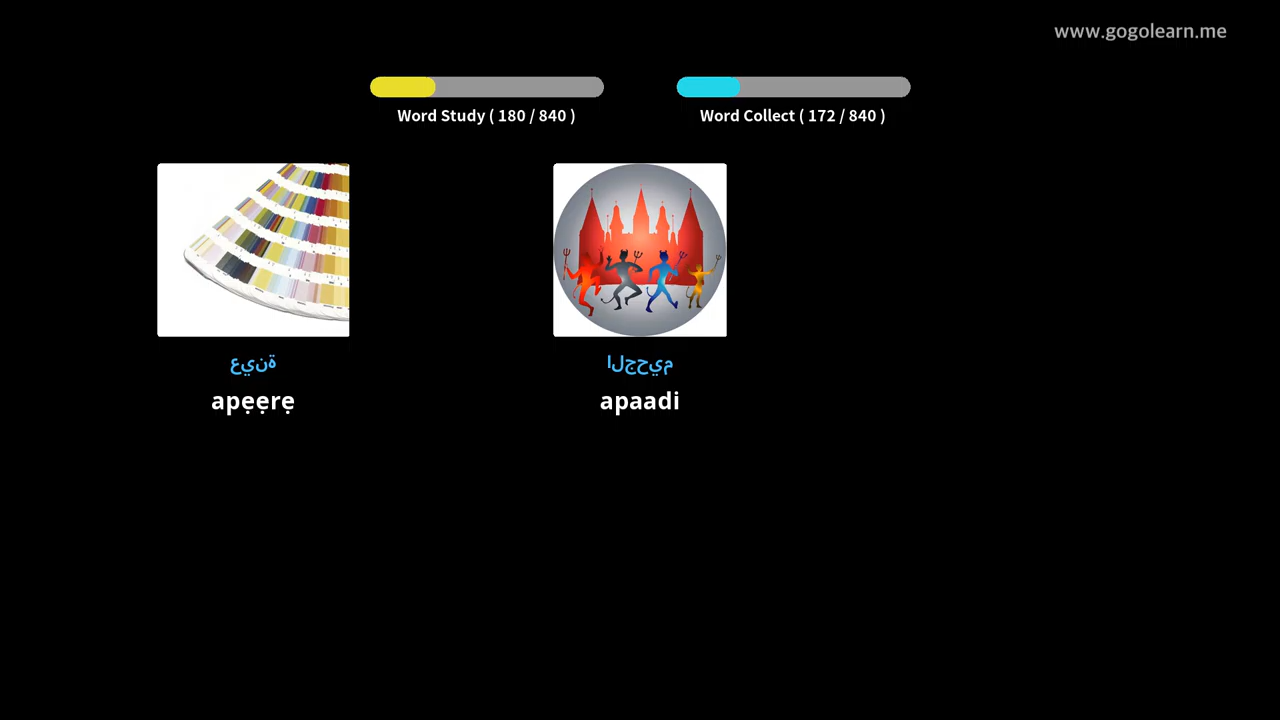 www.gogolearn.me
Word Study ( 180 / 840 )
Word Collect ( 172 / 840 )
عينة
الجحيم
apẹẹrẹ
apaadi